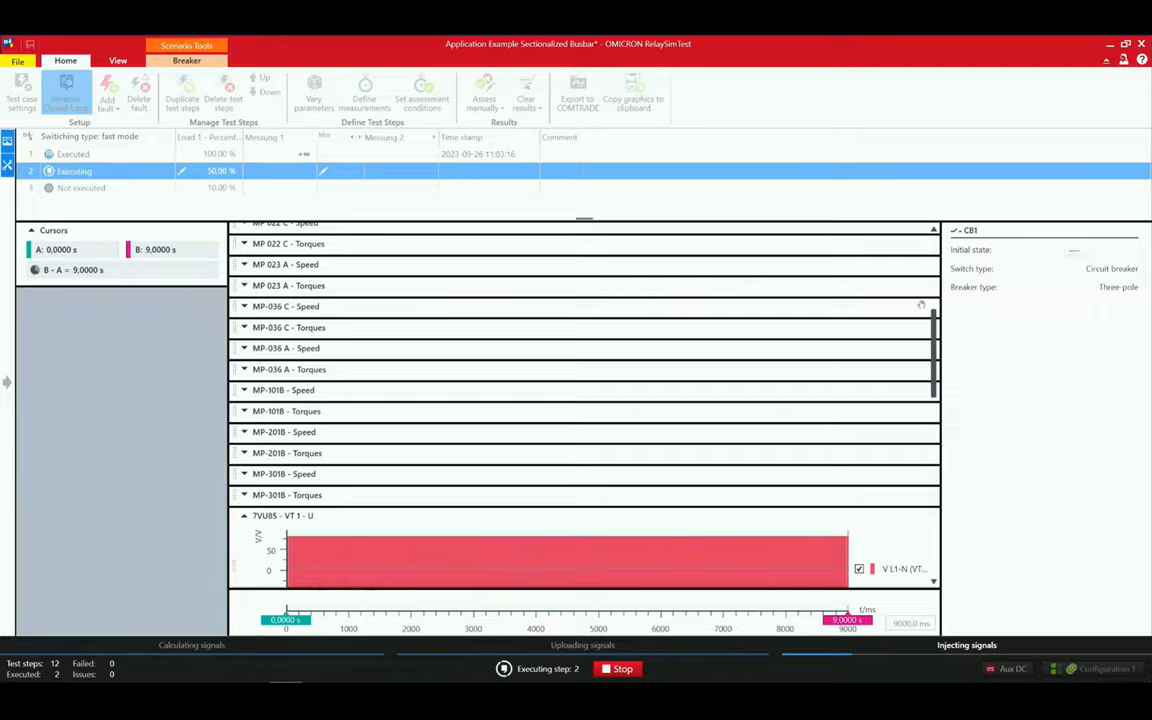 Scenario Tools
Application Example Sectionalized Busbar* - OMICRON RelaySimTest
File Home View Breaker
Test case settings
Iterative Closed-Loop
Add fault
Delete fault
Duplicate test steps
Delete test steps
Up
Down
Vary parameters
Define measurements
Set assessment conditions
Assess manually
Clear results
Export to COMTRADE
Copy graphics to clipboard
Setup Manage Test Steps Define Test Steps Results
Switching type: fast mode Load 1 - Percent... Messung 1 Messung 2 Time stamp Comment
1 Executed 100.00 % +∞ 2023-09-26 11:03:16
2 Executing 50.00 %
3 Not executed 10.00 %
Cursors
A: 0,0000 s B: 9,0000 s
B - A = 9,0000 s
MP 022 C - Speed
MP 022 C - Torques
MP 023 A - Speed
MP 023 A - Torques
MP-036 C - Speed
MP-036 C - Torques
MP-036 A - Speed
MP-036 A - Torques
MP-101B - Speed
MP-101B - Torques
MP-201B - Speed
MP-201B - Torques
MP-301B - Speed
MP-301B - Torques
7VU85 - VT 1 - U
V/V
50
0
V L1-N (VT...
t/ms
0,0000 s 9,0000 s
0 1000 2000 3000 4000 5000 6000 7000 8000 9000
9000,0 ms
CB1
Initial state: ---
Switch type: Circuit breaker
Breaker type: Three-pole
Calculating signals Uploading signals Injecting signals
Test steps: 12 Failed: 0
Executed: 2 Issues: 0
Executing step: 2 Stop
Aux DC Configuration 1